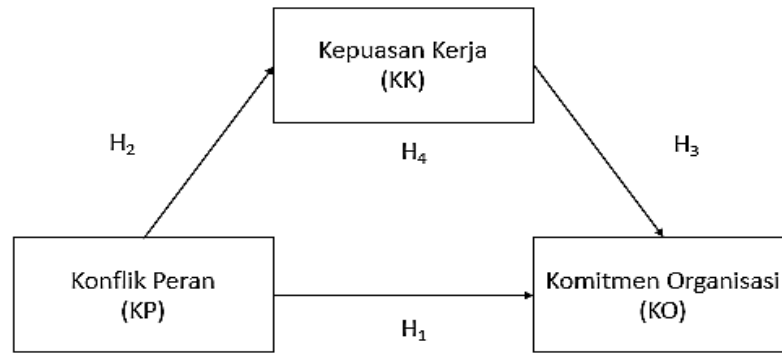 Kepuasan Kerja
(KK)
H₂
H₄
H₃
Konflik Peran
(KP)
Komitmen Organisasi
(KO)
H₁